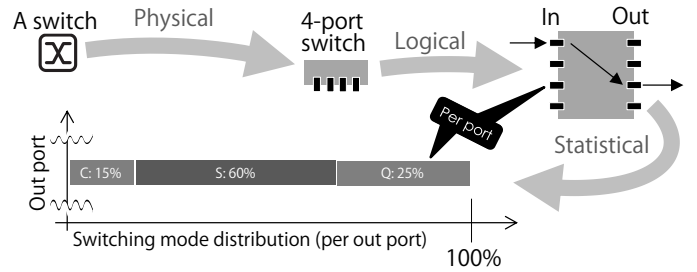 A switch
Physical
4-port
switch
Logical
In
Out
Per port
Statistical
Out port
C: 15%
S: 60%
Q: 25%
Switching mode distribution (per out port)
100%